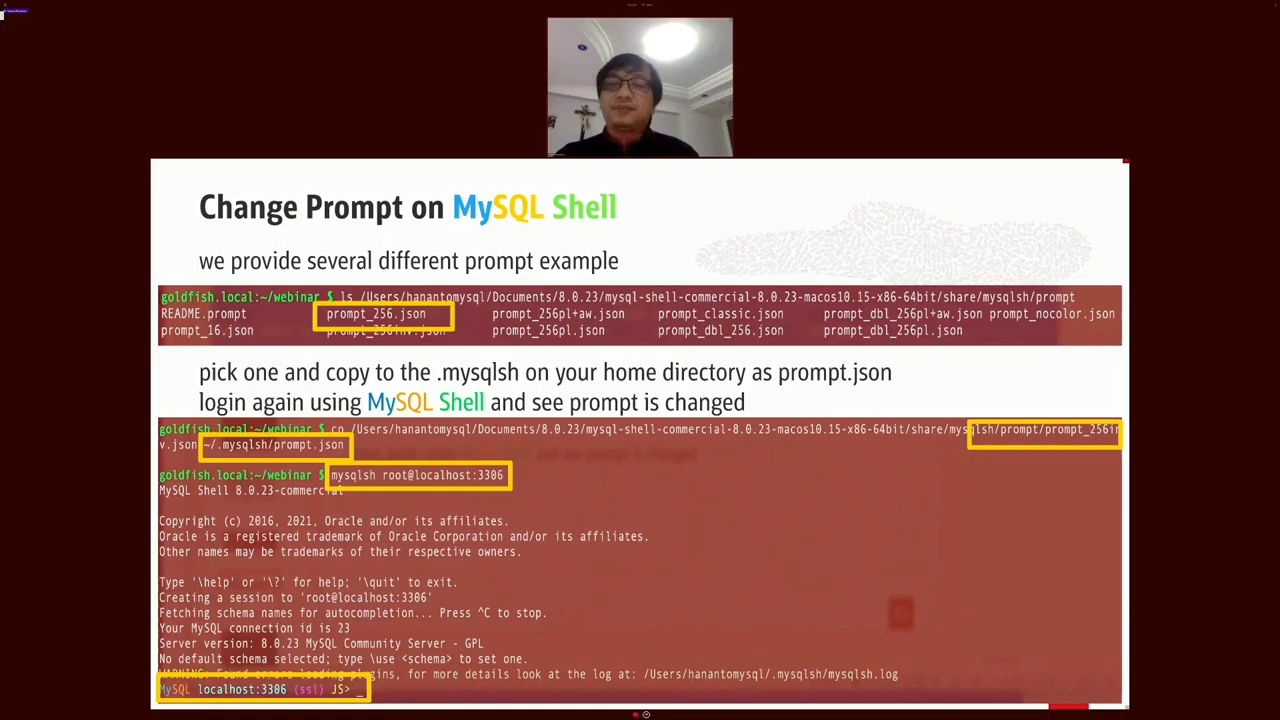 Change Prompt on MySQL Shell
we provide several different prompt example
goldfish.local:~/webinar $ ls /Users/hanantomysql/Documents/8.0.23/mysql-shell-commercial-8.0.23-macos10.15-x86-64bit/share/mysqlsh/prompt
README.prompt prompt_256.json prompt_256pl+aw.json prompt_classic.json prompt_dbl_256pl+aw.json prompt_nocolor.json
prompt_16.json prompt_256inv.json prompt_256pl.json prompt_dbl_256.json prompt_dbl_256pl.json
pick one and copy to the .mysqlsh on your home directory as prompt.json
login again using MySQL Shell and see prompt is changed
goldfish.local:~/webinar $ cp /Users/hanantomysql/Documents/8.0.23/mysql-shell-commercial-8.0.23-macos10.15-x86-64bit/share/mysqlsh/prompt/prompt_256in
v.json ~/.mysqlsh/prompt.json
goldfish.local:~/webinar $ mysqlsh root@localhost:3306
MySQL Shell 8.0.23-commercial
Copyright (c) 2016, 2021, Oracle and/or its affiliates.
Oracle is a registered trademark of Oracle Corporation and/or its affiliates.
Other names may be trademarks of their respective owners.
Type '\help' or '\?' for help; '\quit' to exit.
Creating a session to 'root@localhost:3306'
Fetching schema names for autocompletion... Press ^C to stop.
Your MySQL connection id is 23
Server version: 8.0.23 MySQL Community Server - GPL
No default schema selected; type \use <schema> to set one.
WARNING: Found errors loading plugins, for more details look at the log at: /Users/hanantomysql/.mysqlsh/mysqlsh.log
MySQL localhost:3306 (ssl) JS> _